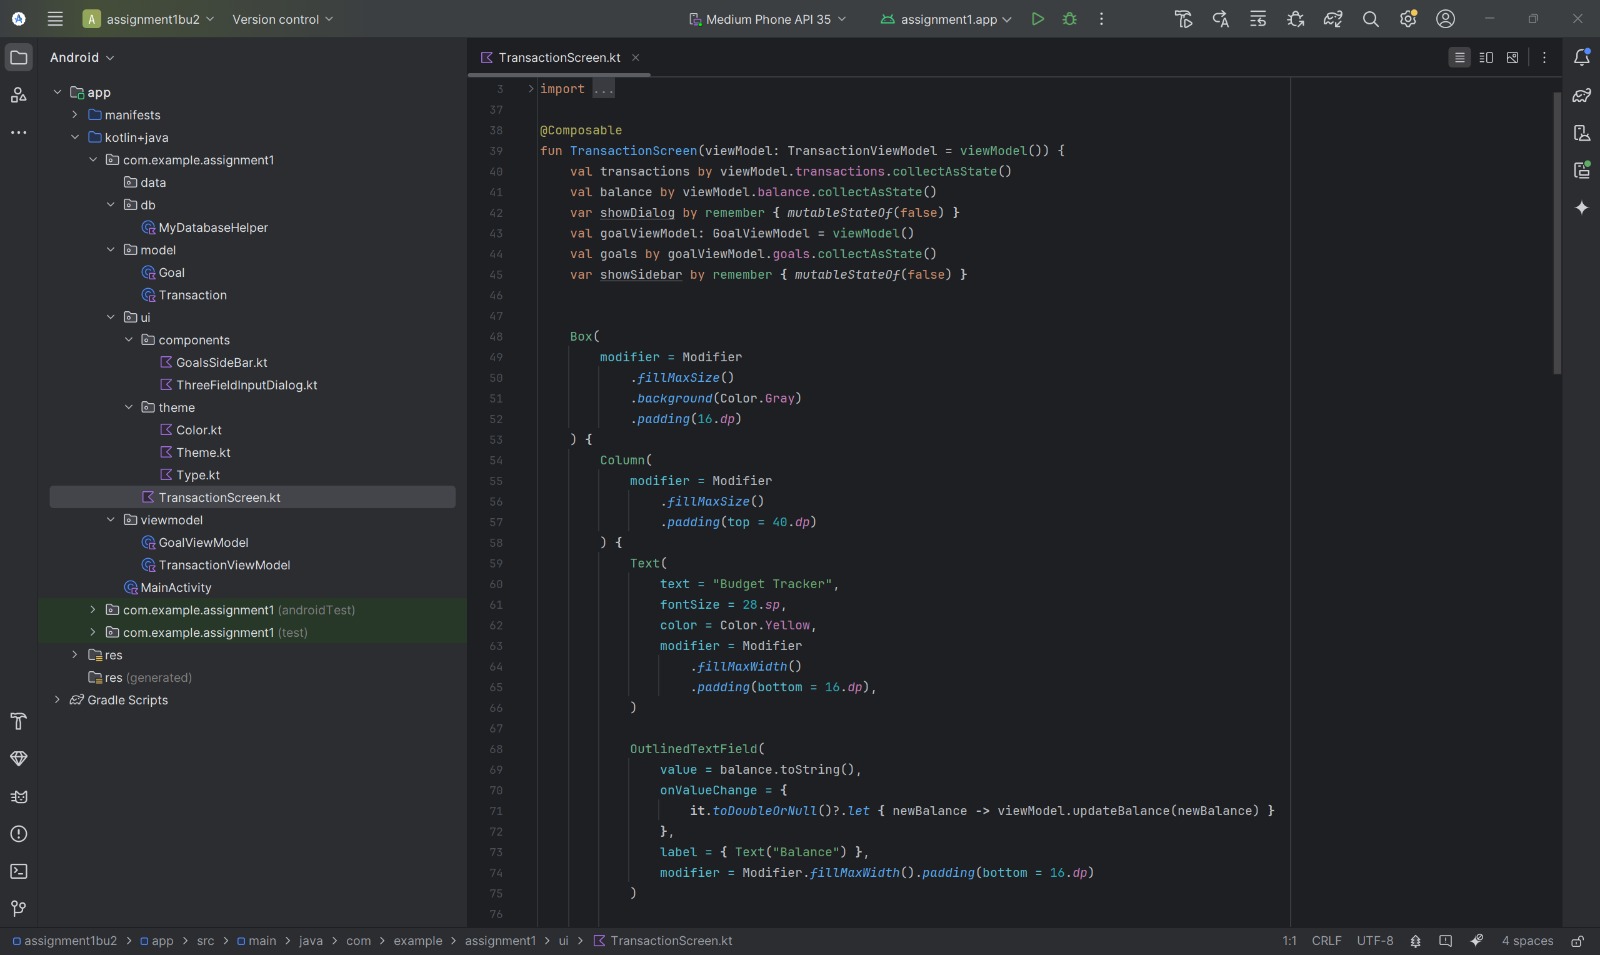 A assignment1bu2 Version control Medium Phone API 35 assignment1.app
Android
app
manifests
kotlin+java
com.example.assignment1
data
db
MyDatabaseHelper
model
Goal
Transaction
ui
components
GoalsSideBar.kt
ThreeFieldInputDialog.kt
theme
Color.kt
Theme.kt
Type.kt
TransactionScreen.kt
viewmodel
GoalViewModel
TransactionViewModel
MainActivity
com.example.assignment1 (androidTest)
com.example.assignment1 (test)
res
res (generated)
Gradle Scripts
TransactionScreen.kt
3 import ...
37
38 @Composable
39 fun TransactionScreen(viewModel: TransactionViewModel = viewModel()) {
40 val transactions by viewModel.transactions.collectAsState()
41 val balance by viewModel.balance.collectAsState()
42 var showDialog by remember { mutableStateOf(false) }
43 val goalViewModel: GoalViewModel = viewModel()
44 val goals by goalViewModel.goals.collectAsState()
45 var showSidebar by remember { mutableStateOf(false) }
46
47
48 Box(
49 modifier = Modifier
50 .fillMaxSize()
51 .background(Color.Gray)
52 .padding(16.dp)
53 ) {
54 Column(
55 modifier = Modifier
56 .fillMaxSize()
57 .padding(top = 40.dp)
58 ) {
59 Text(
60 text = "Budget Tracker",
61 fontSize = 28.sp,
62 color = Color.Yellow,
63 modifier = Modifier
64 .fillMaxWidth()
65 .padding(bottom = 16.dp),
66 )
67
68 OutlinedTextField(
69 value = balance.toString(),
70 onValueChange = {
71 it.toDoubleOrNull()?.let { newBalance -> viewModel.updateBalance(newBalance) }
72 },
73 label = { Text("Balance") },
74 modifier = Modifier.fillMaxWidth().padding(bottom = 16.dp)
75 )
76
assignment1bu2 > app > src > main > java > com > example > assignment1 > ui > TransactionScreen.kt 1:1 CRLF UTF-8 4 spaces